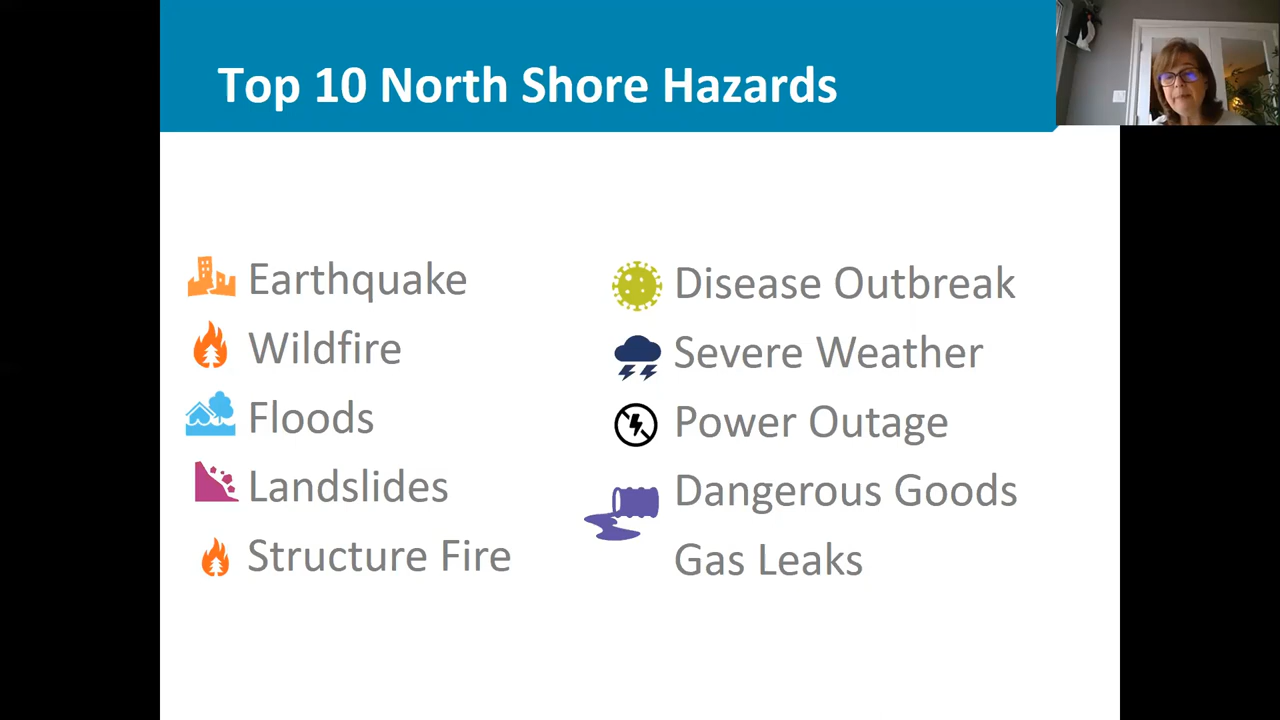 Top 10 North Shore Hazards
Earthquake
Wildfire
Floods
Landslides
Structure Fire
Disease Outbreak
Severe Weather
Power Outage
Dangerous Goods
Gas Leaks